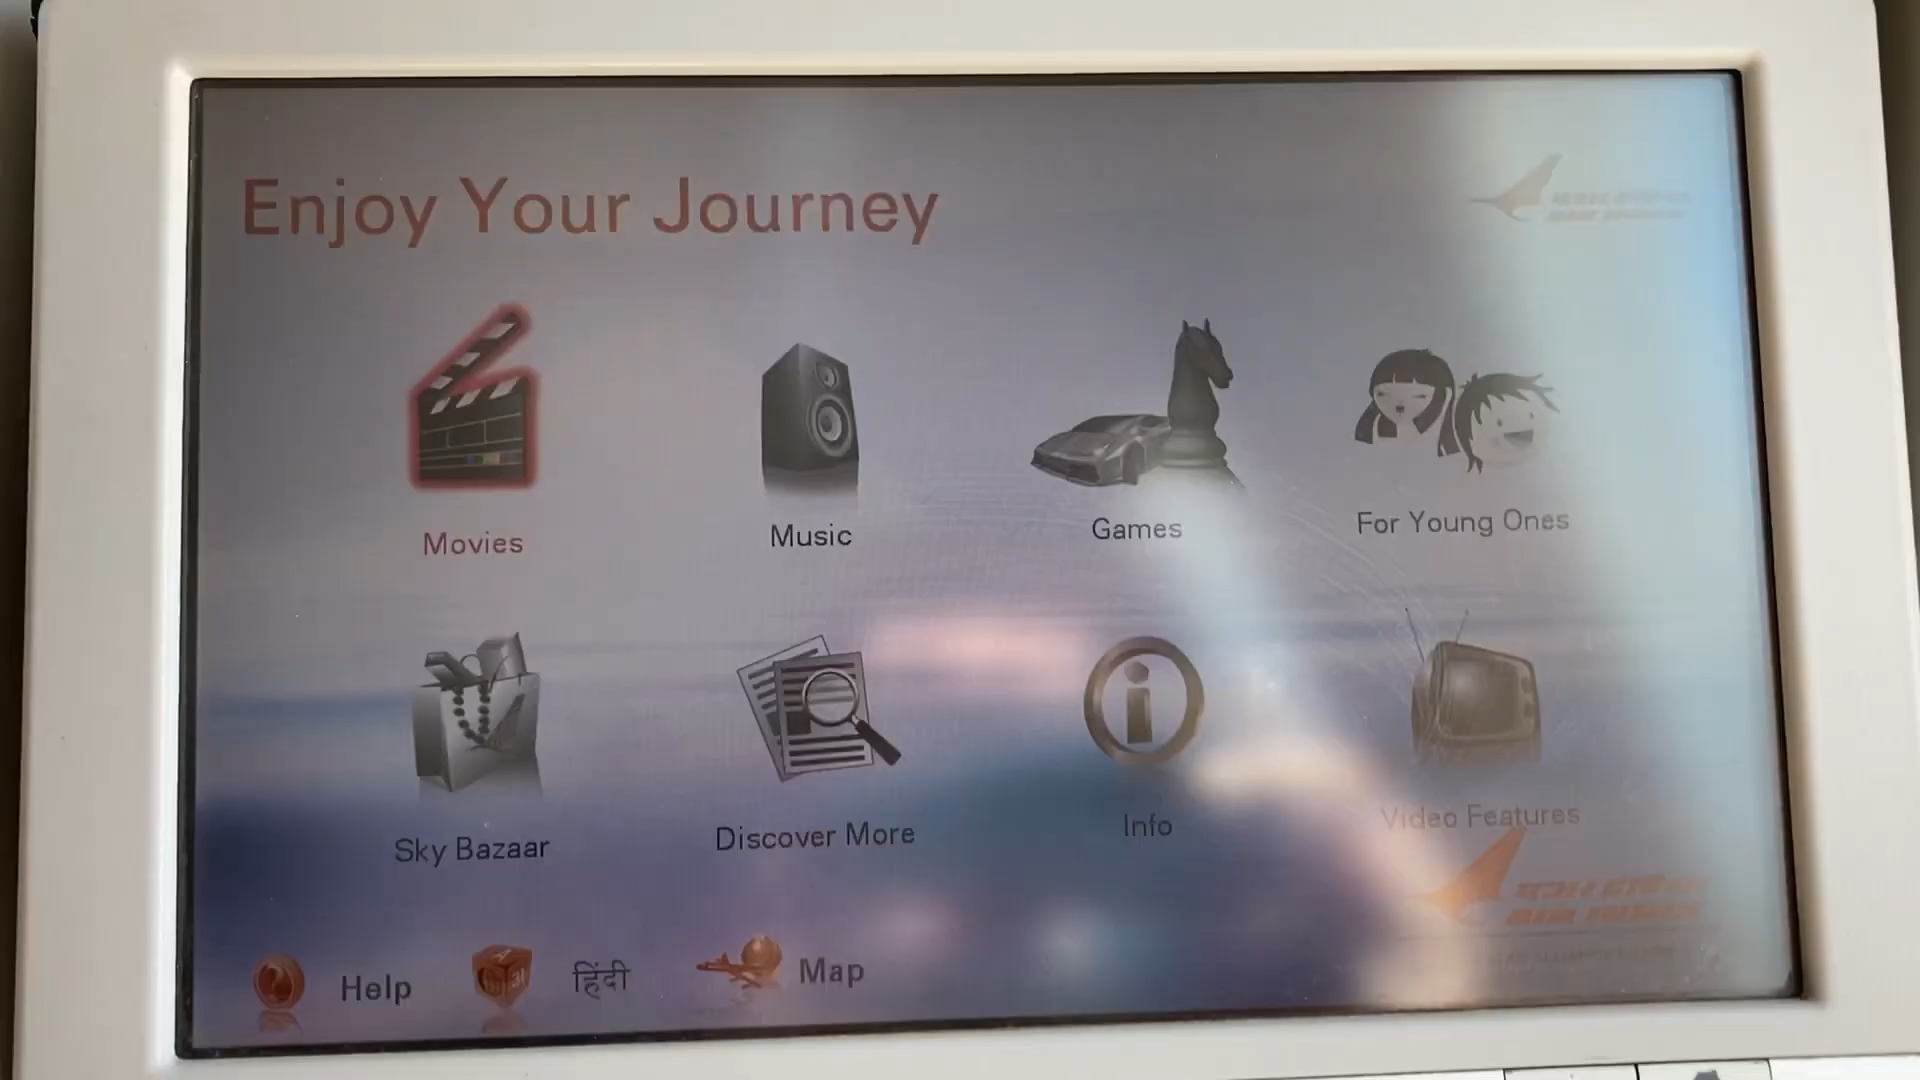 Enjoy Your Journey
Movies
Music
Games
For Young Ones
Sky Bazaar
Discover More
Info
Video Features
Help
हिंदी
Map